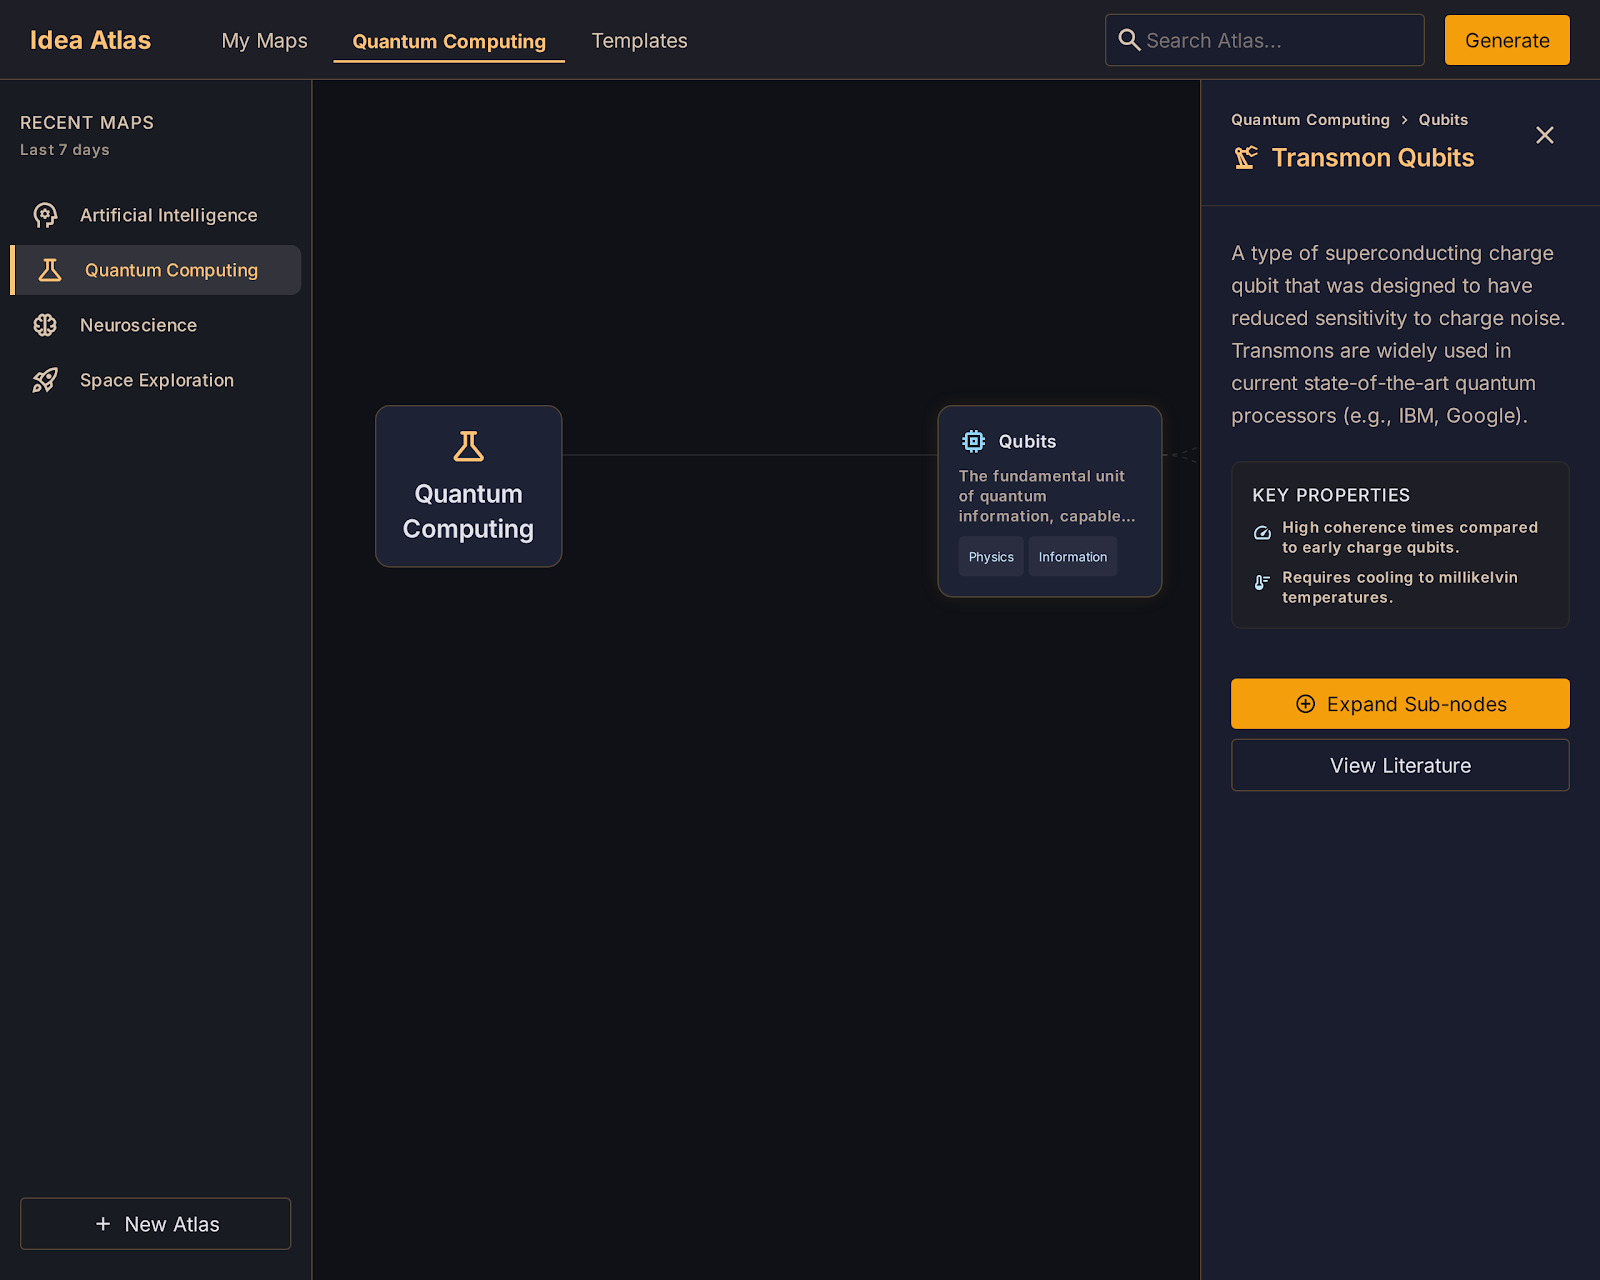 Idea Atlas
My Maps
Quantum Computing
Templates
Search Atlas...
Generate
RECENT MAPS
Last 7 days
Artificial Intelligence
Quantum Computing
Neuroscience
Space Exploration
New Atlas
Quantum
Computing
Qubits
The fundamental unit
of quantum
information, capable...
Physics
Information
Quantum Computing > Qubits
Transmon Qubits
A type of superconducting charge
qubit that was designed to have
reduced sensitivity to charge noise.
Transmons are widely used in
current state-of-the-art quantum
processors (e.g., IBM, Google).
KEY PROPERTIES
High coherence times compared
to early charge qubits.
Requires cooling to millikelvin
temperatures.
Expand Sub-nodes
View Literature